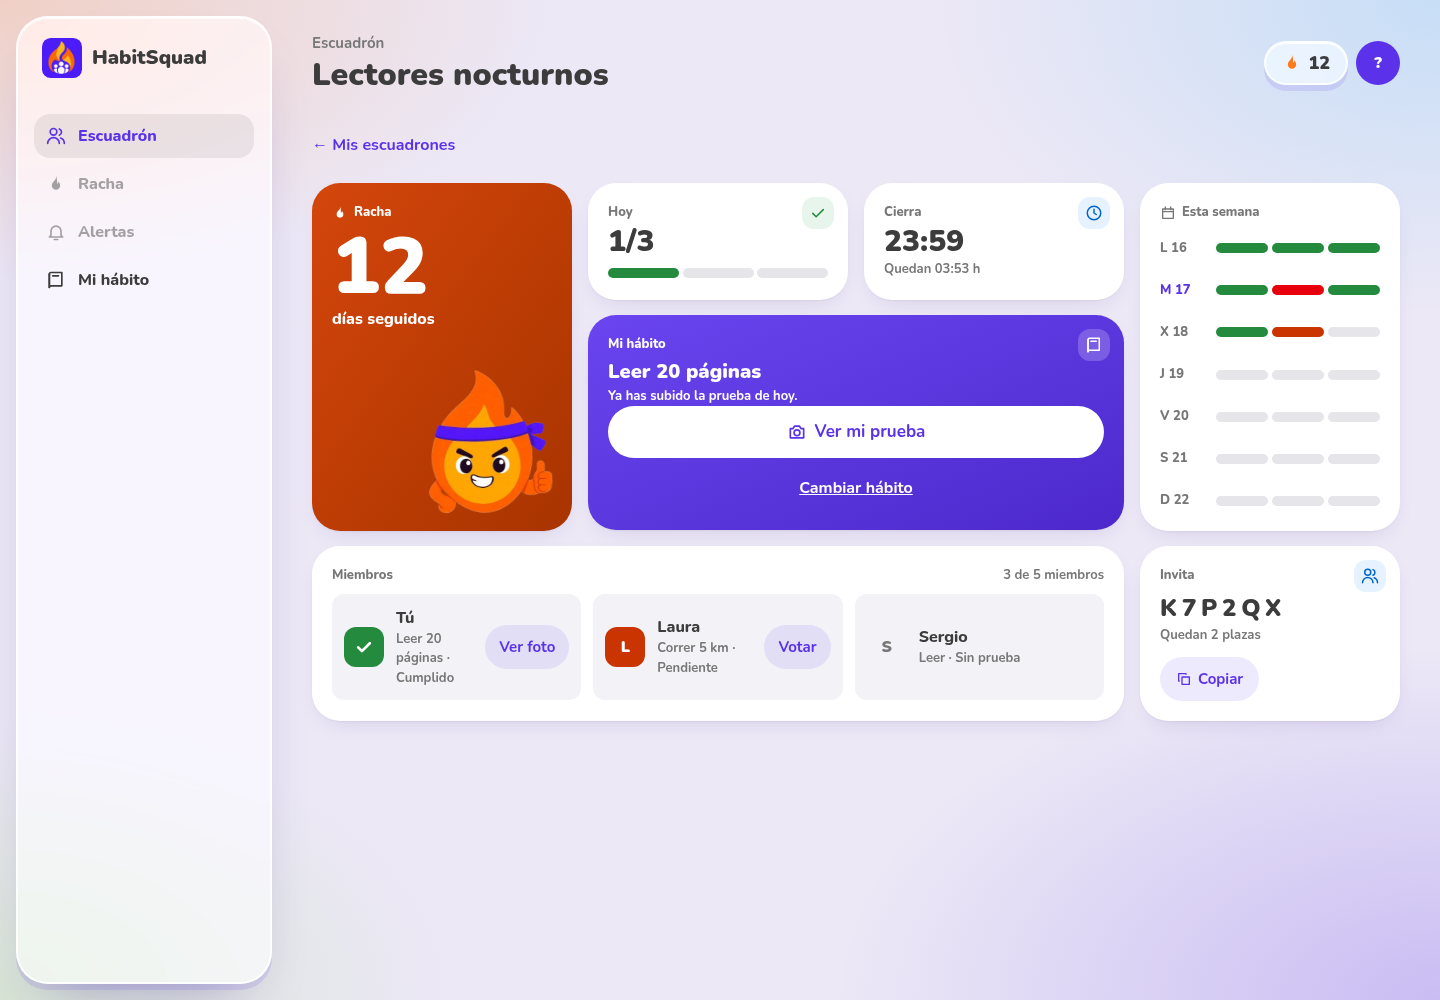 HabitSquad
Escuadrón
Racha
Alertas
Mi hábito
Escuadrón
Lectores nocturnos
12
?
← Mis escuadrones
Racha
12
días seguidos
Hoy
1/3
Cierra
23:59
Quedan 03:53 h
Mi hábito
Leer 20 páginas
Ya has subido la prueba de hoy.
Ver mi prueba
Cambiar hábito
Esta semana
L 16
M 17
X 18
J 19
V 20
S 21
D 22
Miembros
3 de 5 miembros
Tú
Leer 20
páginas ·
Cumplido
Ver foto
L
Laura
Correr 5 km ·
Pendiente
Votar
S
Sergio
Leer · Sin prueba
Invita
K7P2QX
Quedan 2 plazas
Copiar